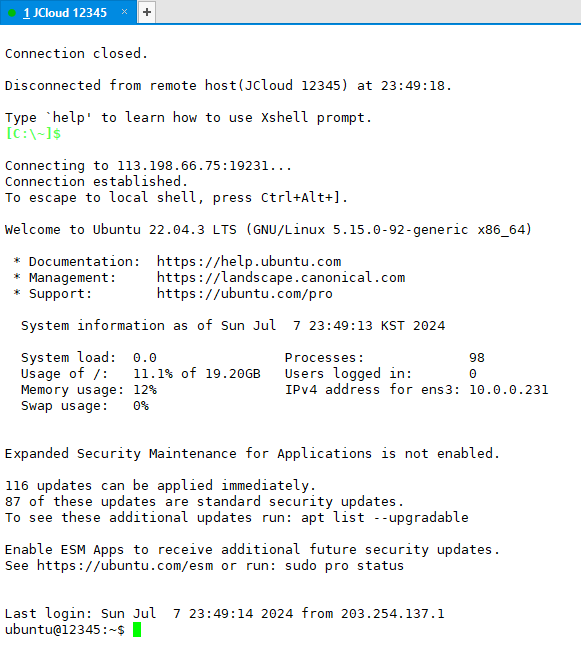 1 JCloud 12345 × +
Connection closed.
Disconnected from remote host(JCloud 12345) at 23:49:18.
Type `help' to learn how to use Xshell prompt.
[C:\~]$
Connecting to 113.198.66.75:19231...
Connection established.
To escape to local shell, press Ctrl+Alt+].
Welcome to Ubuntu 22.04.3 LTS (GNU/Linux 5.15.0-92-generic x86_64)
* Documentation:  https://help.ubuntu.com
* Management:     https://landscape.canonical.com
* Support:        https://ubuntu.com/pro
System information as of Sun Jul  7 23:49:13 KST 2024
System load:  0.0                Processes:             98
Usage of /:   11.1% of 19.20GB   Users logged in:       0
Memory usage: 12%                IPv4 address for ens3: 10.0.0.231
Swap usage:   0%
Expanded Security Maintenance for Applications is not enabled.
116 updates can be applied immediately.
87 of these updates are standard security updates.
To see these additional updates run: apt list --upgradable
Enable ESM Apps to receive additional future security updates.
See https://ubuntu.com/esm or run: sudo pro status
Last login: Sun Jul  7 23:49:14 2024 from 203.254.137.1
ubuntu@12345:~$